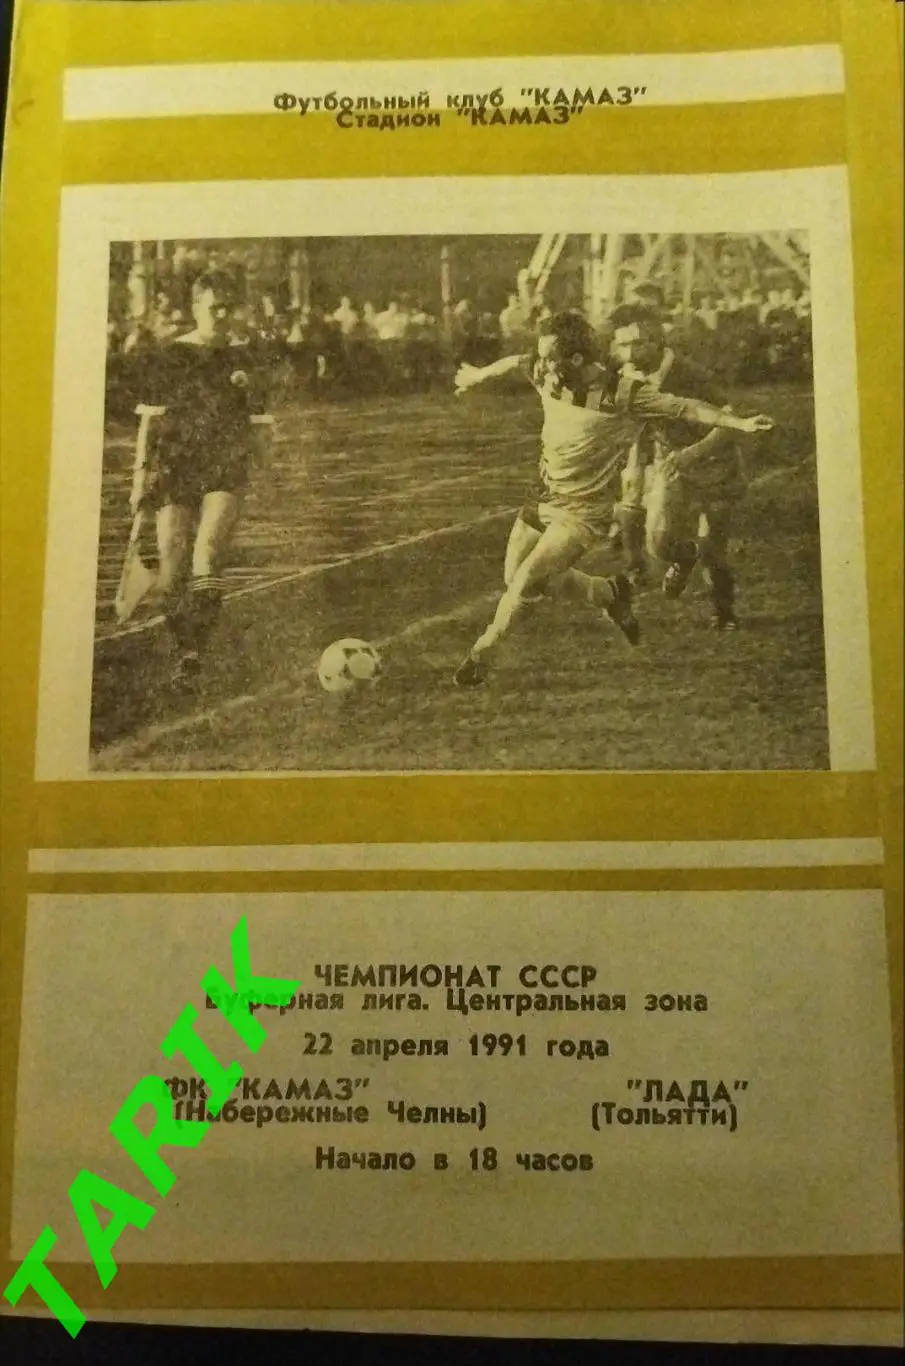 Футбольный клуб "КАМАЗ"
Стадион "КАМАЗ"
ЧЕМПИОНАТ СССР
Буферная лига. Центральная зона
22 апреля 1991 года
ФК "КАМАЗ" "ЛАДА"
(Набережные Челны) (Тольятти)
Начало в 18 часов
TARIK